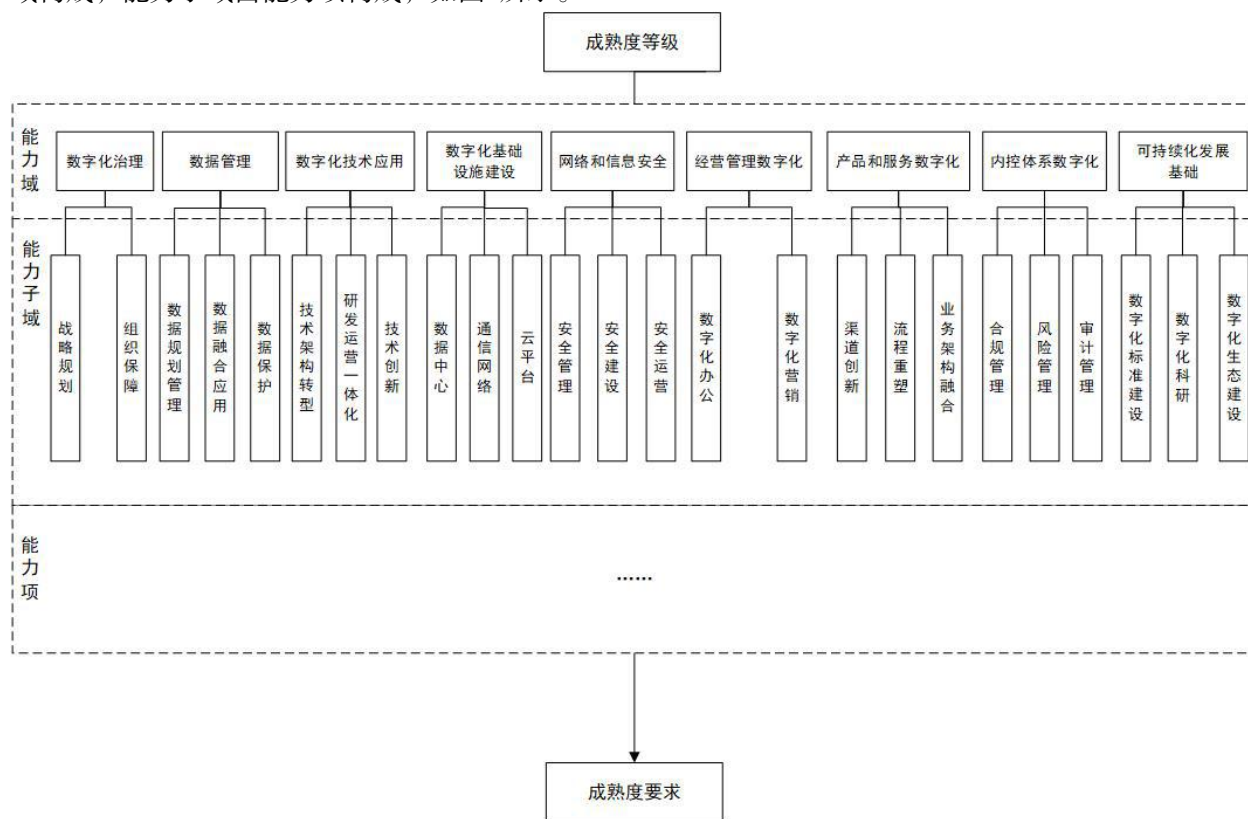 成熟度等级
能力域
数字化治理
数据管理
数字化技术应用
数字化基础
设施建设
网络和信息安全
经营管理数字化
产品和服务数字化
内控体系数字化
可持续化发展
基础
能力子域
战略规划
组织保障
数据规划管理
数据融合应用
数据保护
技术架构转型
研发运营一体化
技术创新
数据中心
通信网络
云平台
安全管理
安全建设
安全运营
数字化办公
数字化营销
渠道创新
流程重塑
业务架构融合
合规管理
风险管理
审计管理
数字化标准建设
数字化科研
数字化生态建设
能力项
......
成熟度要求